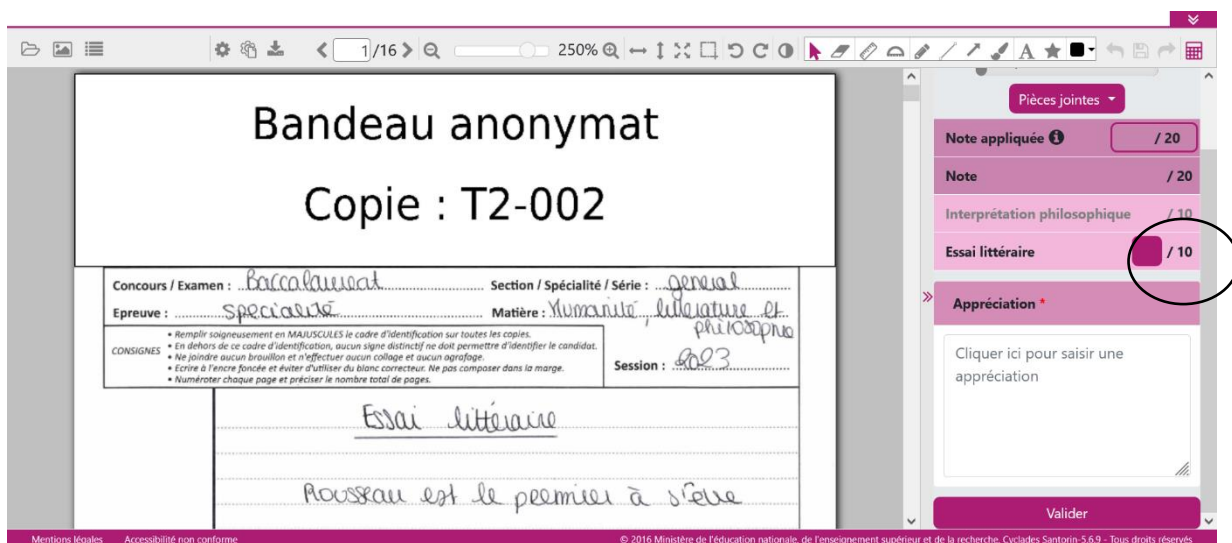 1 /16
250%
Bandeau anonymat
Copie : T2-002
Concours / Examen : Baccalaureat Section / Spécialité / Série : general
Epreuve : spécialité Matière : Humanité, littérature et philosophie
CONSIGNES
• Remplir soigneusement en MAJUSCULES le cadre d'identification sur toutes les copies.
• En dehors de ce cadre d'identification, aucun signe distinctif ne doit permettre d'identifier le candidat.
• Ne joindre aucun brouillon et n'effectuer aucun collage et aucun agrafage.
• Ecrire à l'encre foncée et éviter d'utiliser du blanc correcteur. Ne pas composer dans la marge.
• Numéroter chaque page et préciser le nombre total de pages.
Session : 2023
Essai littéraire
Rousseau est le premier à s'être
Pièces jointes
Note appliquée / 20
Note / 20
Interprétation philosophique / 10
Essai littéraire / 10
Appréciation *
Cliquer ici pour saisir une
appréciation
Valider
Mentions légales Accessibilité non conforme © 2016 Ministère de l'éducation nationale, de l'enseignement supérieur et de la recherche. Cyclades Santorin-5.6.9 - Tous droits réservés